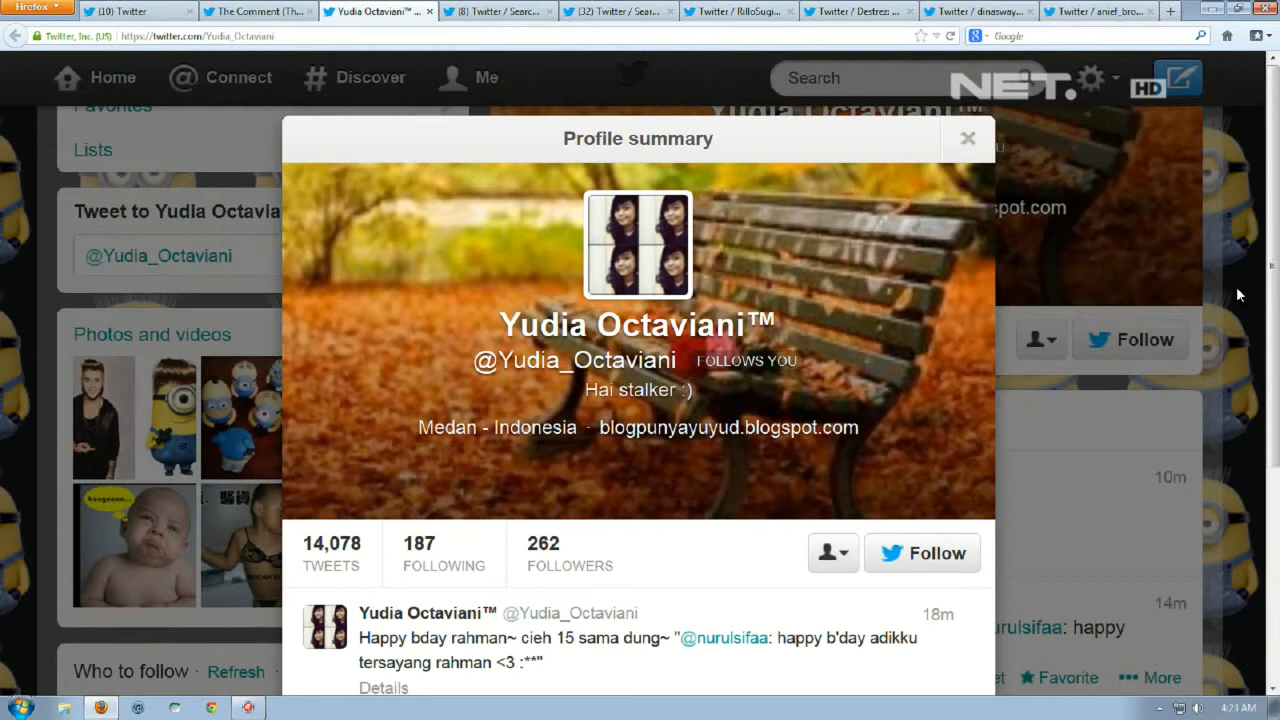 Firefox
(10) Twitter
The Comment (Th...
Yudia Octaviani™ ...
(8) Twitter / Searc...
(32) Twitter / Sear...
Twitter / RilloSugi...
Twitter / Destrez: ...
Twitter / dinasway...
Twitter / anief_bro...
Twitter, Inc. (US)
https://twitter.com/Yudia_Octaviani
Google
Home
Connect
Discover
Me
Search
NET.
HD
Favorites
Lists
Profile summary
Tweet to Yudia Octavia
@Yudia_Octaviani
spot.com
Photos and videos
Yudia Octaviani™
@Yudia_Octaviani FOLLOWS YOU
Hai stalker :)
Medan - Indonesia · blogpunyayuyud.blogspot.com
Follow
10m
14,078
TWEETS
187
FOLLOWING
262
FOLLOWERS
Follow
Yudia Octaviani™ @Yudia_Octaviani
18m
Happy bday rahman~ cieh 15 sama dung~ "@nurulsifaa: happy b'day adikku
tersayang rahman <3 :**"
Details
14m
urulsifaa: happy
Favorite
More
Who to follow · Refresh
4:23 AM